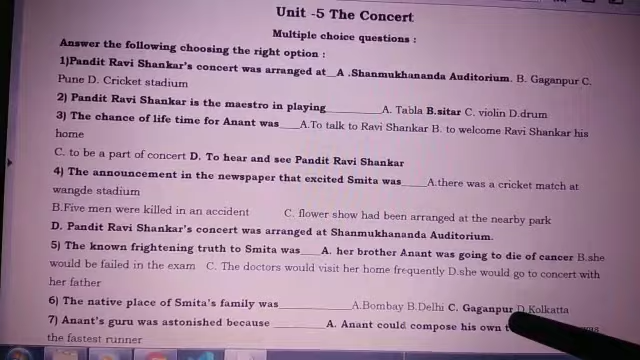 Unit -5 The Concert
Multiple choice questions :
Answer the following choosing the right option :
1)Pandit Ravi Shankar's concert was arranged at__A .Shanmukhananda Auditorium. B. Gaganpur C.
Pune D. Cricket stadium
2) Pandit Ravi Shankar is the maestro in playing__________A. Tabla B.sitar C. violin D.drum
3) The chance of life time for Anant was____A.To talk to Ravi Shankar B. to welcome Ravi Shankar his
home
C. to be a part of concert D. To hear and see Pandit Ravi Shankar
4) The announcement in the newspaper that excited Smita was_____A.there was a cricket match at
wangde stadium
B.Five men were killed in an accident C. flower show had been arranged at the nearby park
D. Pandit Ravi Shankar's concert was arranged at Shanmukhananda Auditorium.
5) The known frightening truth to Smita was____A. her brother Anant was going to die of cancer B.she
would be failed in the exam C. The doctors would visit her home frequently D.she would go to concert with
her father
6) The native place of Smita's family was______________A.Bombay B.Delhi C. Gaganpur D.Kolkatta
7) Anant's guru was astonished because __________A. Anant could compose his own
the fastest runner